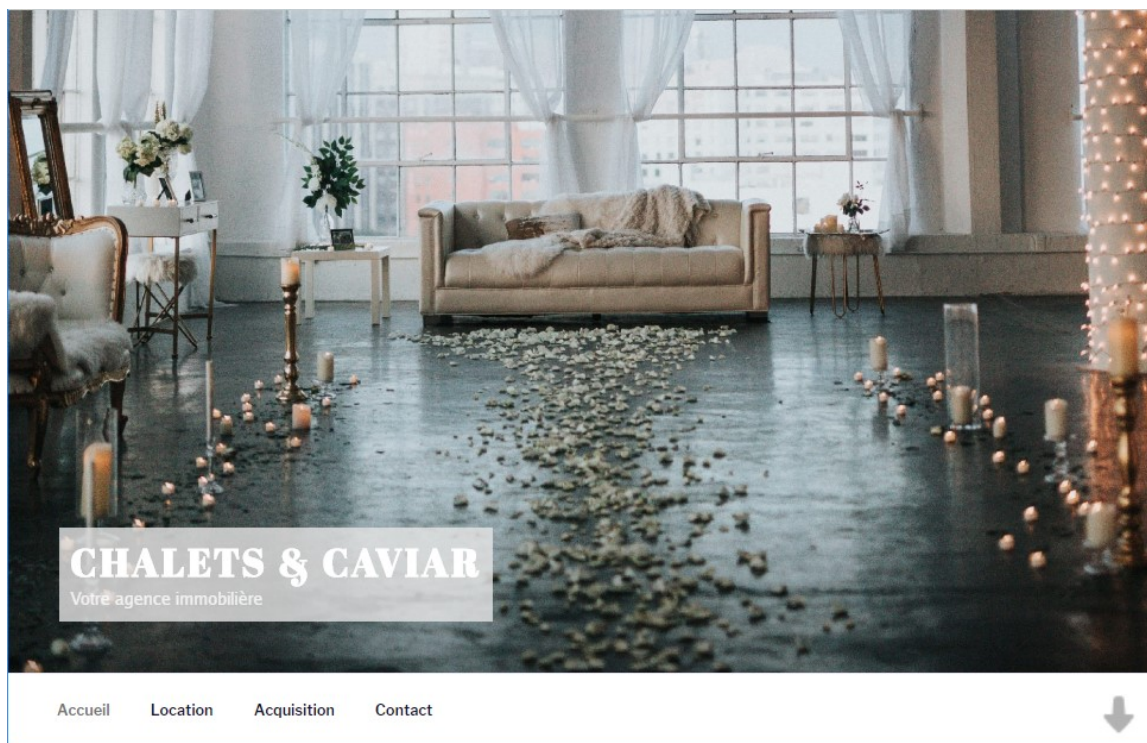 CHALETS & CAVIAR
Votre agence immobilière
Accueil Location Acquisition Contact